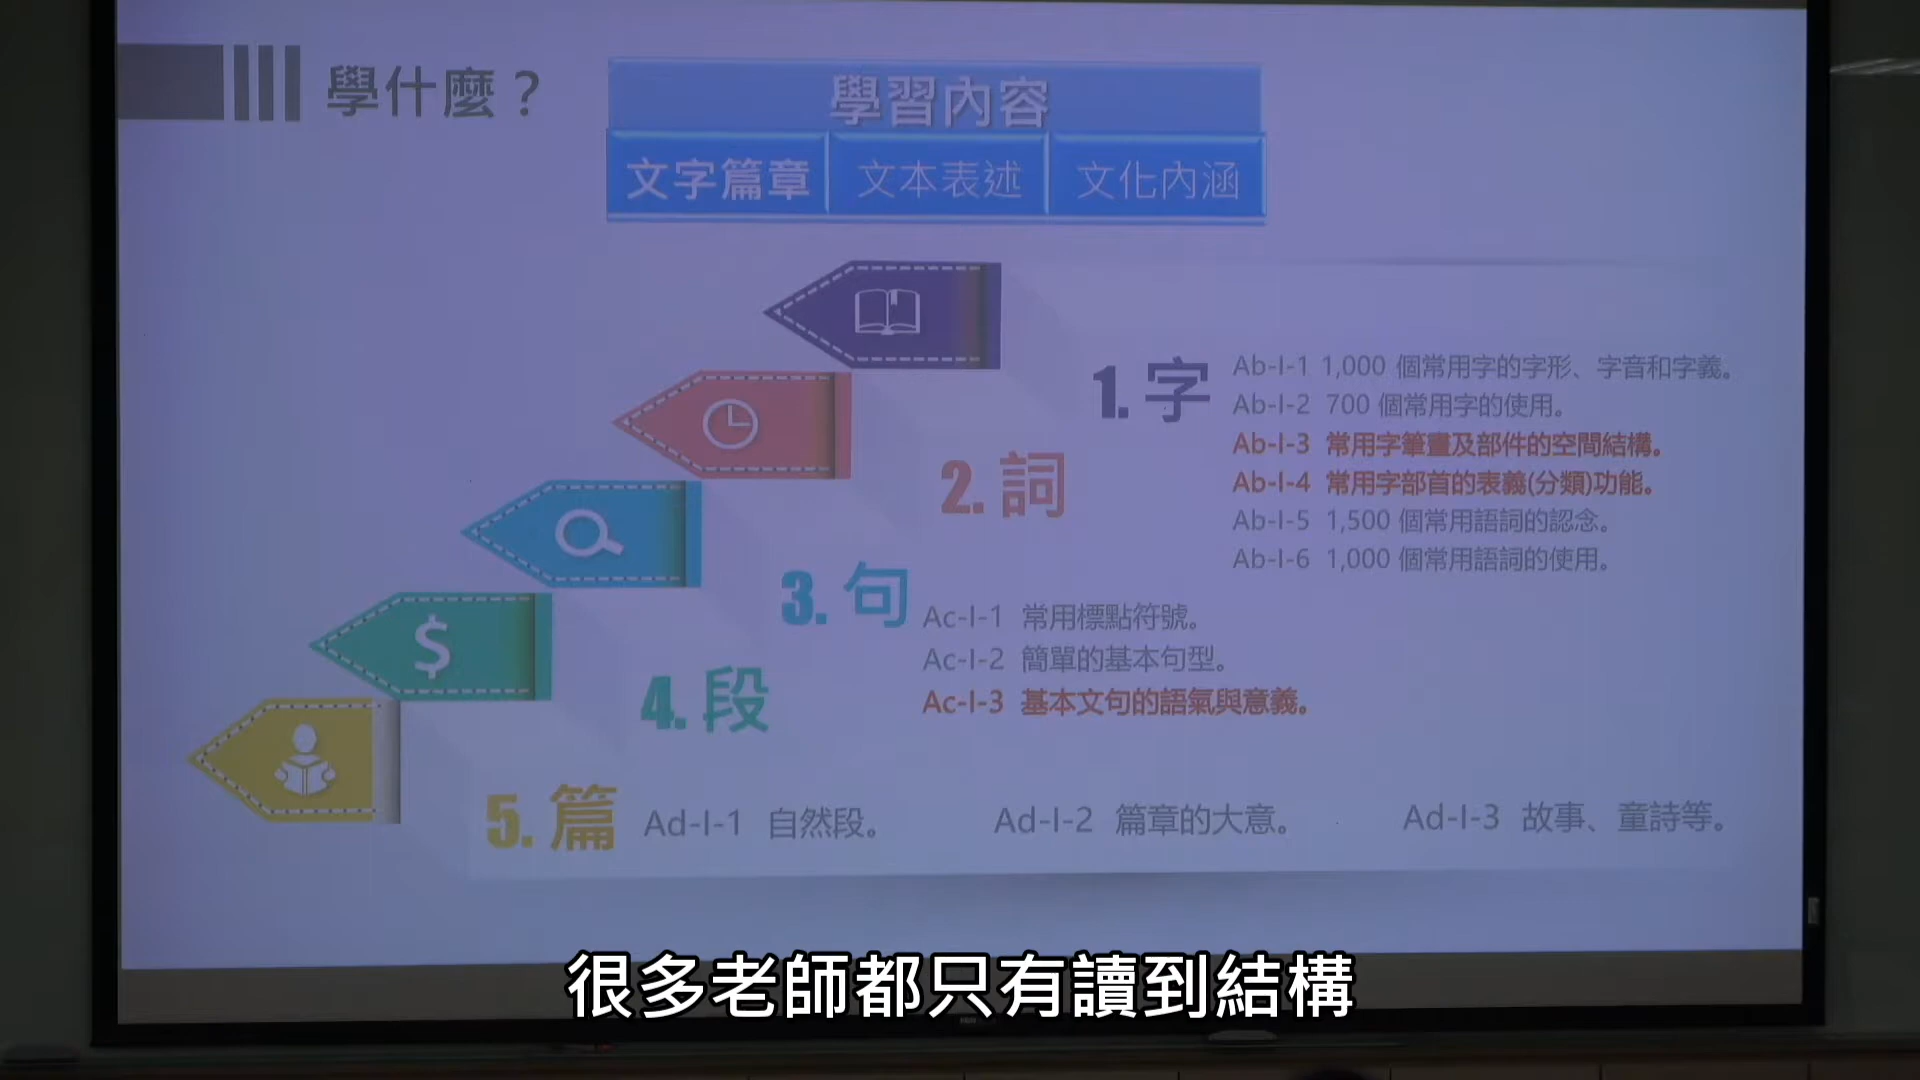 學什麼？
學習內容
文字篇章 文本表述 文化內涵
1. 字
Ab-I-1 1,000 個常用字的字形、字音和字義。
Ab-I-2 700 個常用字的使用。
Ab-I-3 常用字筆畫及部件的空間結構。
Ab-I-4 常用字部首的表義(分類)功能。
2. 詞
Ab-I-5 1,500 個常用語詞的認念。
Ab-I-6 1,000 個常用語詞的使用。
3. 句
Ac-I-1 常用標點符號。
Ac-I-2 簡單的基本句型。
Ac-I-3 基本文句的語氣與意義。
4. 段
5. 篇
Ad-I-1 自然段。
Ad-I-2 篇章的大意。
Ad-I-3 故事、童詩等。
很多老師都只有讀到結構